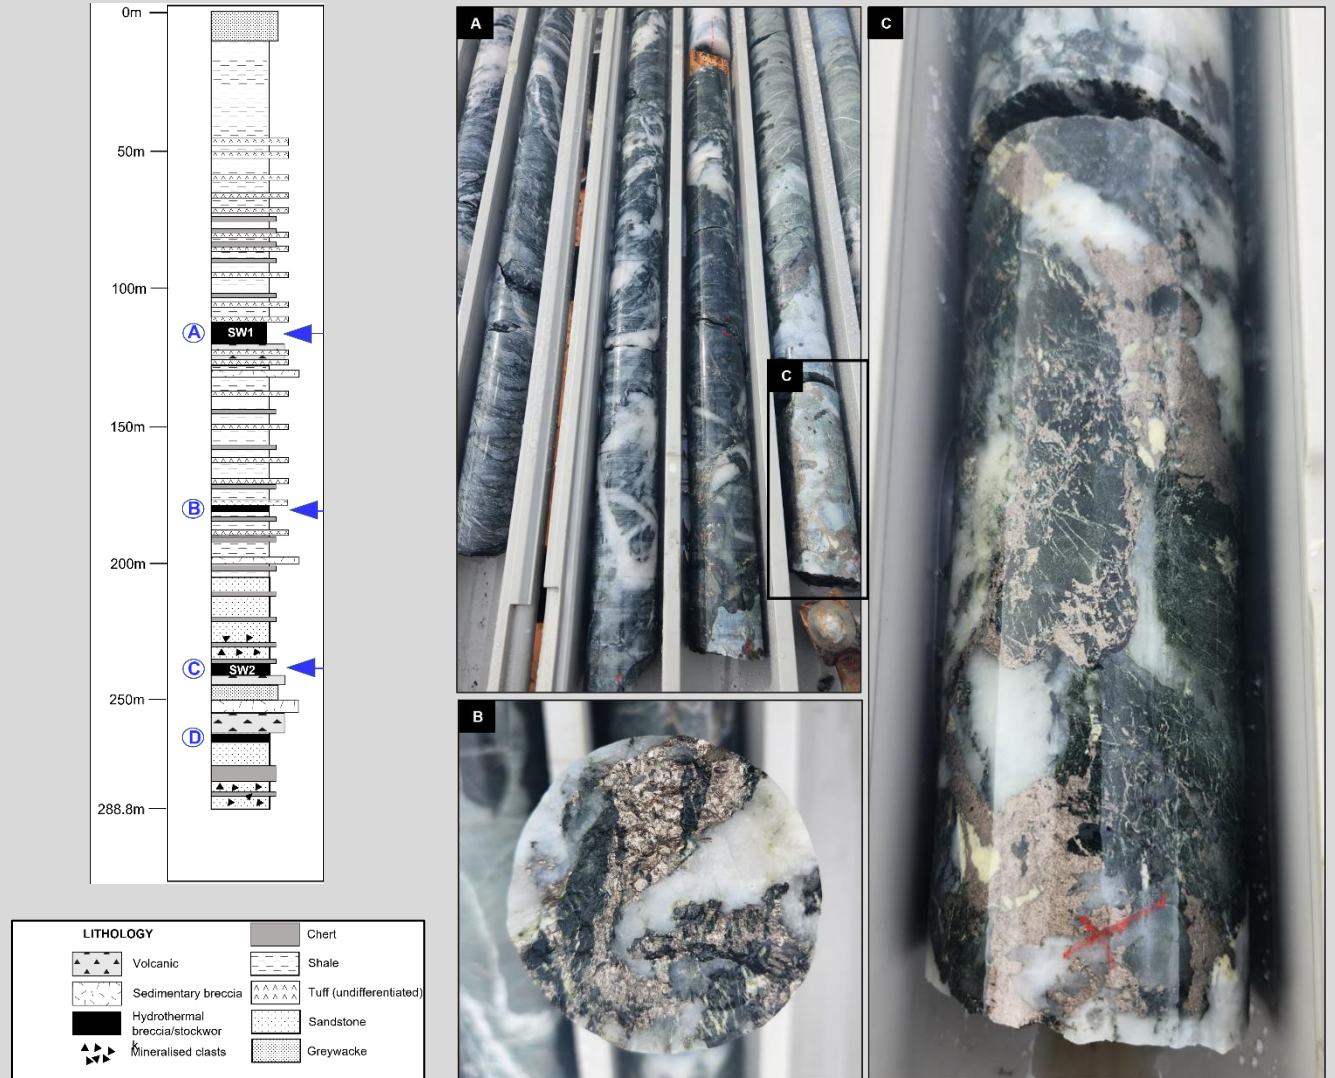 0m
50m
100m
A
SW1
150m
B
200m
C
SW2
250m
D
288.8m
LITHOLOGY
Volcanic
Sedimentary breccia
Hydrothermal
breccia/stockwor
k
Mineralised clasts
Chert
Shale
Tuff (undifferentiated)
Sandstone
Greywacke
A
C
B
C